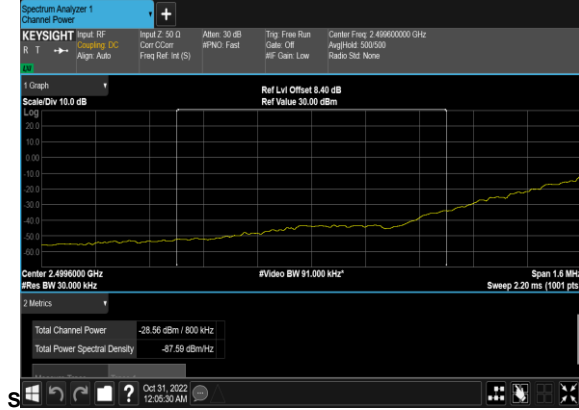 Spectrum Analyzer 1
Channel Power
KEYSIGHT Input: RF
R T Coupling: DC
Align: Auto
Input Z: 50 Ω
Corr CCorr
Freq Ref: Int (S)
Atten: 30 dB
#PNO: Fast
Trig: Free Run
Gate: Off
#IF Gain: Low
Center Freq: 2.499600000 GHz
Avg|Hold: 500/500
Radio Std: None
LU
1 Graph
Scale/Div 10.0 dB
Ref Lvl Offset 8.40 dB
Ref Value 30.00 dBm
Log
20.0
10.0
0.00
-10.0
-20.0
-30.0
-40.0
-50.0
-60.0
Center 2.4996000 GHz
#Res BW 30.000 kHz
#Video BW 91.000 kHz*
Span 1.6 MHz
Sweep 2.20 ms (1001 pts
2 Metrics
Total Channel Power -28.56 dBm / 800 kHz
Total Power Spectral Density -87.59 dBm/Hz
S
?
Oct 31, 2022
12:05:30 AM